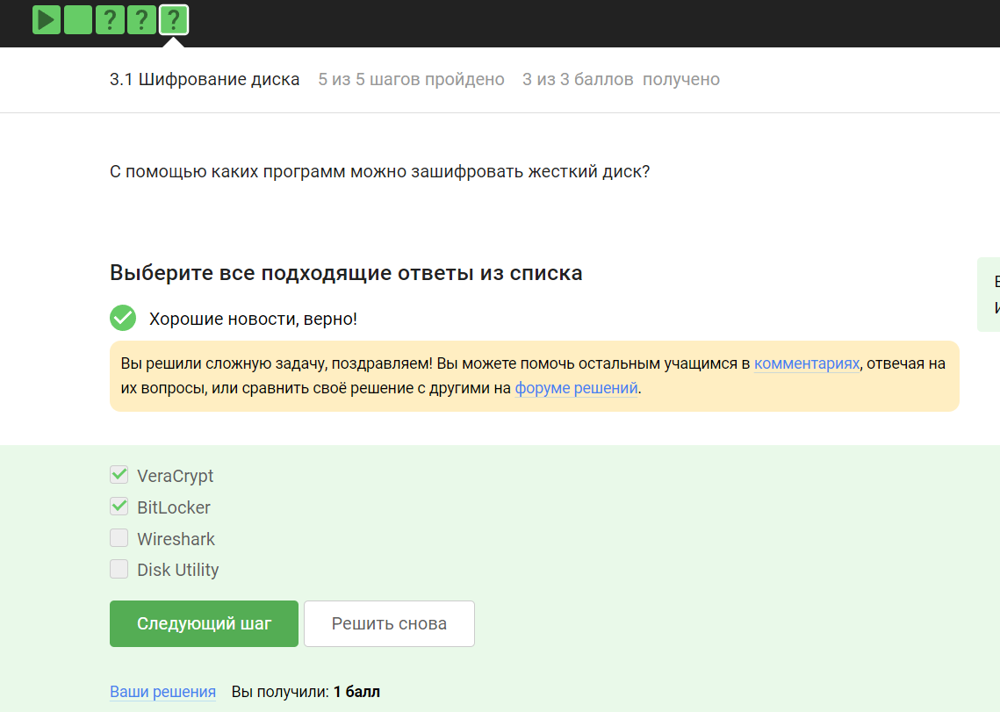 ? ? ?
3.1 Шифрование диска 5 из 5 шагов пройдено 3 из 3 баллов получено
С помощью каких программ можно зашифровать жесткий диск?
Выберите все подходящие ответы из списка
Хорошие новости, верно!
Вы решили сложную задачу, поздравляем! Вы можете помочь остальным учащимся в комментариях, отвечая на
их вопросы, или сравнить своё решение с другими на форуме решений.
VeraCrypt
BitLocker
Wireshark
Disk Utility
Следующий шаг Решить снова
Ваши решения Вы получили: 1 балл